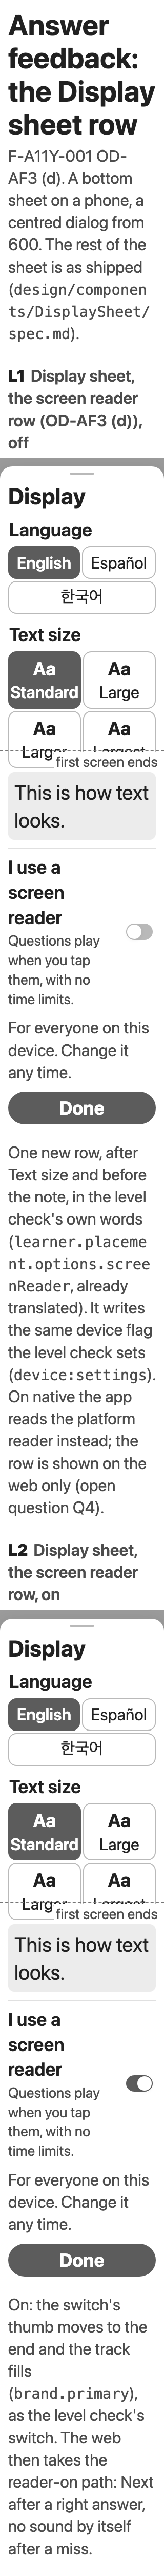 Answer
feedback:
the Display
sheet row
F-A11Y-001 OD-
AF3 (d). A bottom
sheet on a phone, a
centred dialog from
600. The rest of the
sheet is as shipped
(design/componen
ts/DisplaySheet/
spec.md).
L1 Display sheet,
the screen reader
row (OD-AF3 (d)),
off
Display
Language
English Español
한국어
Text size
Aa Aa
Standard Large
Aa Aa
Larger Largest
first screen ends
This is how text
looks.
I use a
screen
reader
Questions play
when you tap
them, with no
time limits.
For everyone on this
device. Change it
any time.
Done
One new row, after
Text size and before
the note, in the level
check's own words
(learner.placeme
nt.options.scree
nReader, already
translated). It writes
the same device flag
the level check sets
(device:settings).
On native the app
reads the platform
reader instead; the
row is shown on the
web only (open
question Q4).
L2 Display sheet,
the screen reader
row, on
Display
Language
English Español
한국어
Text size
Aa Aa
Standard Large
Aa Aa
Larger Largest
first screen ends
This is how text
looks.
I use a
screen
reader
Questions play
when you tap
them, with no
time limits.
For everyone on this
device. Change it
any time.
Done
On: the switch's
thumb moves to the
end and the track
fills
(brand.primary),
as the level check's
switch. The web
then takes the
reader-on path: Next
after a right answer,
no sound by itself
after a miss.